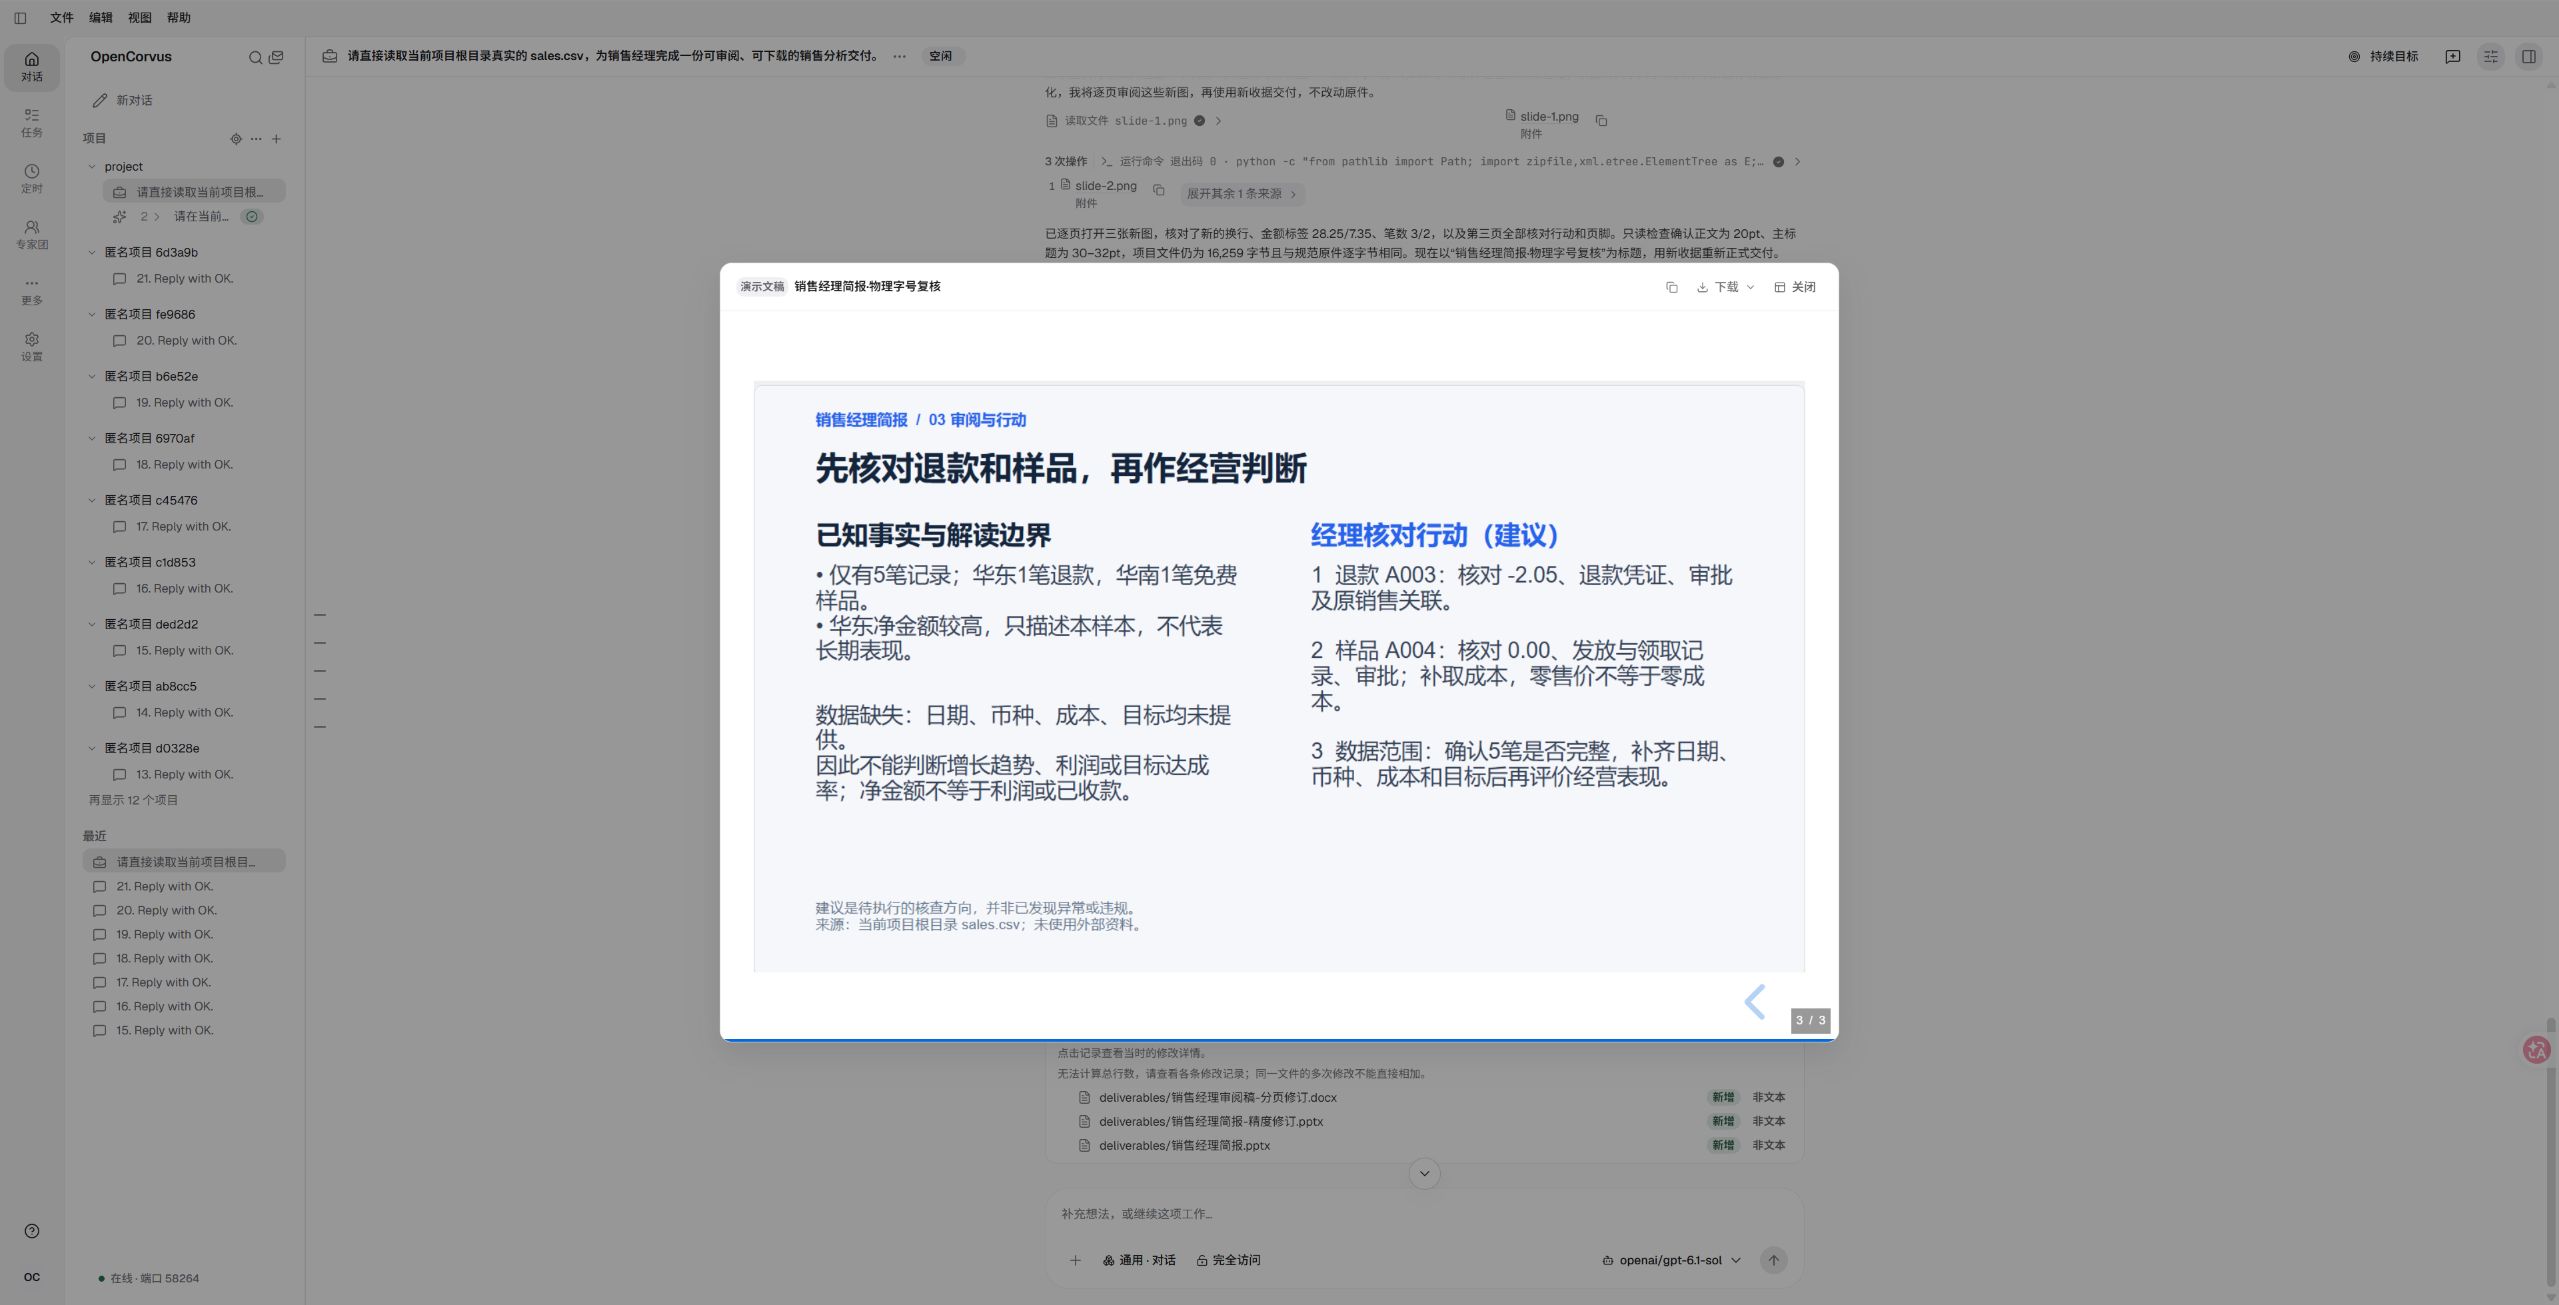 文件 编辑 视图 帮助
对话
任务
定时
专家团
更多
设置
OC
OpenCorvus
新对话
项目
project
请直接读取当前项目根...
2 请在当前...
匿名项目 6d3a9b
21. Reply with OK.
匿名项目 fe9686
20. Reply with OK.
匿名项目 b6e52e
19. Reply with OK.
匿名项目 6970af
18. Reply with OK.
匿名项目 c45476
17. Reply with OK.
匿名项目 c1d853
16. Reply with OK.
匿名项目 ded2d2
15. Reply with OK.
匿名项目 ab8cc5
14. Reply with OK.
匿名项目 d0328e
13. Reply with OK.
再显示 12 个项目
最近
请直接读取当前项目根目...
21. Reply with OK.
20. Reply with OK.
19. Reply with OK.
18. Reply with OK.
17. Reply with OK.
16. Reply with OK.
15. Reply with OK.
在线 · 端口 58264
请直接读取当前项目根目录真实的 sales.csv，为销售经理完成一份可审阅、可下载的销售分析交付。 ··· 空闲
持续目标
化，我将逐页审阅这些新图，再使用新收据交付，不改动原件。
读取文件 slide-1.png
slide-1.png
附件
3 次操作 >_ 运行命令 退出码 0 · python -c "from pathlib import Path; import zipfile,xml.etree.ElementTree as E;...
1 slide-2.png
附件
展开其余 1 条来源
已逐页打开三张新图，核对了新的换行、金额标签 28.25/7.35、笔数 3/2，以及第三页全部核对行动和页脚。只读检查确认正文为 20pt、主标
题为 30–32pt，项目文件仍为 16,259 字节且与规范原件逐字节相同。现在以“销售经理简报·物理字号复核”为标题，用新收据重新正式交付。
演示文稿 销售经理简报·物理字号复核
下载
关闭
销售经理简报 / 03 审阅与行动
先核对退款和样品，再作经营判断
已知事实与解读边界
• 仅有5笔记录；华东1笔退款，华南1笔免费
样品。
• 华东净金额较高，只描述本样本，不代表
长期表现。
数据缺失：日期、币种、成本、目标均未提
供。
因此不能判断增长趋势、利润或目标达成
率；净金额不等于利润或已收款。
经理核对行动（建议）
1 退款 A003：核对 -2.05、退款凭证、审批
及原销售关联。
2 样品 A004：核对 0.00、发放与领取记
录、审批；补取成本，零售价不等于零成
本。
3 数据范围：确认5笔是否完整，补齐日期、
币种、成本和目标后再评价经营表现。
建议是待执行的核查方向，并非已发现异常或违规。
来源：当前项目根目录 sales.csv；未使用外部资料。
3 / 3
点击记录查看当时的修改详情。
无法计算总行数，请查看各条修改记录；同一文件的多次修改不能直接相加。
deliverables/销售经理审阅稿-分页修订.docx 新增 非文本
deliverables/销售经理简报-精度修订.pptx 新增 非文本
deliverables/销售经理简报.pptx 新增 非文本
补充想法，或继续这项工作...
通用 · 对话
完全访问
openai/gpt-6.1-sol